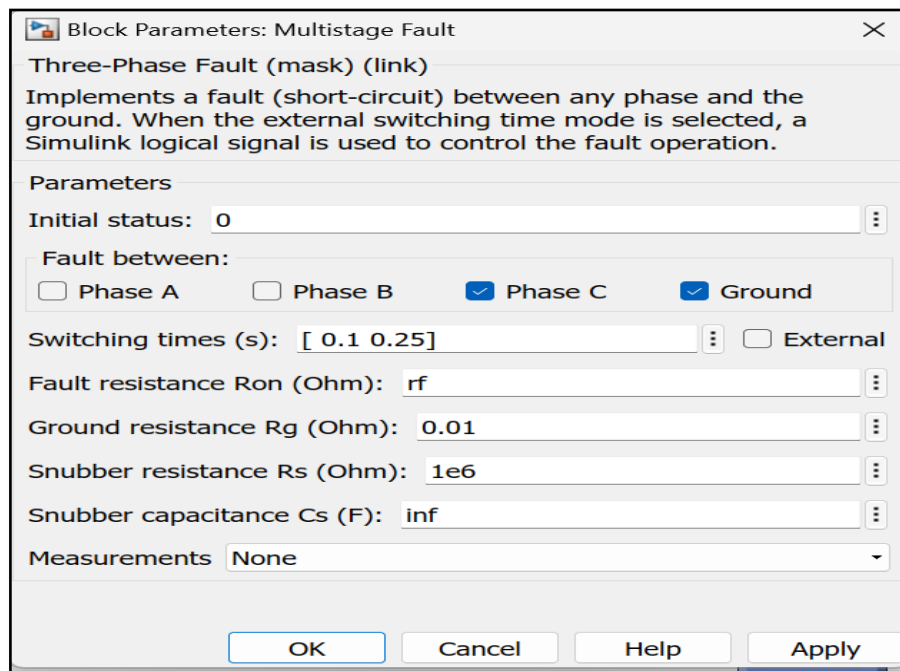 Block Parameters: Multistage Fault
Three-Phase Fault (mask) (link)
Implements a fault (short-circuit) between any phase and the
ground. When the external switching time mode is selected, a
Simulink logical signal is used to control the fault operation.
Parameters
Initial status: 0
Fault between:
Phase A Phase B Phase C Ground
Switching times (s): [ 0.1 0.25] External
Fault resistance Ron (Ohm): rf
Ground resistance Rg (Ohm): 0.01
Snubber resistance Rs (Ohm): 1e6
Snubber capacitance Cs (F): inf
Measurements None
OK Cancel Help Apply